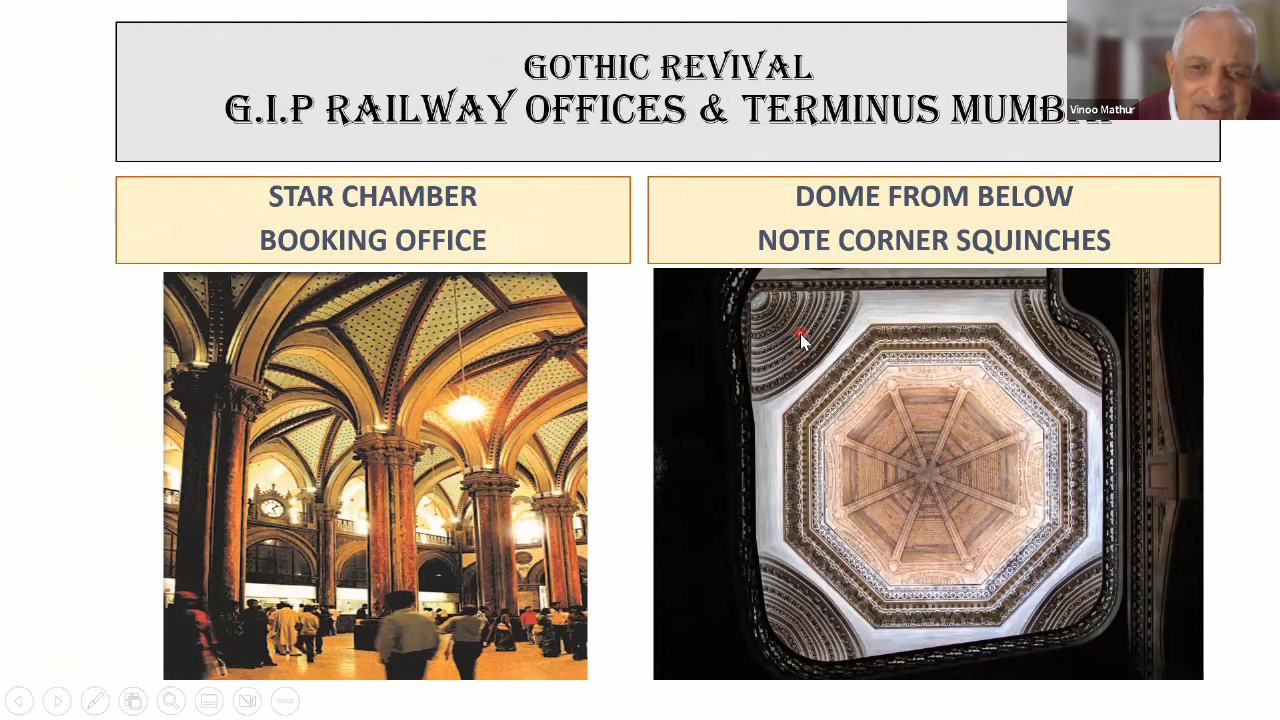 GOTHIC REVIVAL
G.I.P RAILWAY OFFICES & TERMINUS
Vinoo Mathur
STAR CHAMBER
BOOKING OFFICE
DOME FROM BELOW
NOTE CORNER SQUINCHES